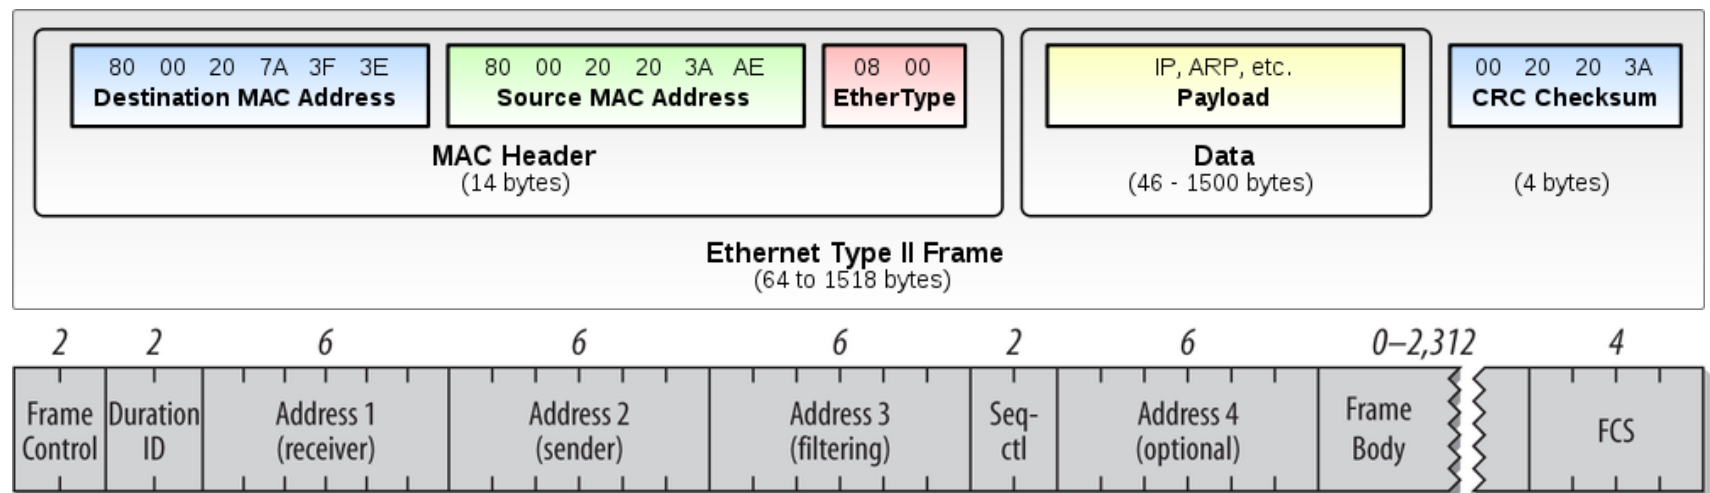 80 00 20 7A 3F 3E
Destination MAC Address
80 00 20 20 3A AE
Source MAC Address
08 00
EtherType
IP, ARP, etc.
Payload
00 20 20 3A
CRC Checksum
MAC Header
(14 bytes)
Data
(46 - 1500 bytes)
(4 bytes)
Ethernet Type II Frame
(64 to 1518 bytes)
2 2 6 6 6 2 6 0–2,312 4
Frame
Control
Duration
ID
Address 1
(receiver)
Address 2
(sender)
Address 3
(filtering)
Seq-
ctl
Address 4
(optional)
Frame
Body
FCS